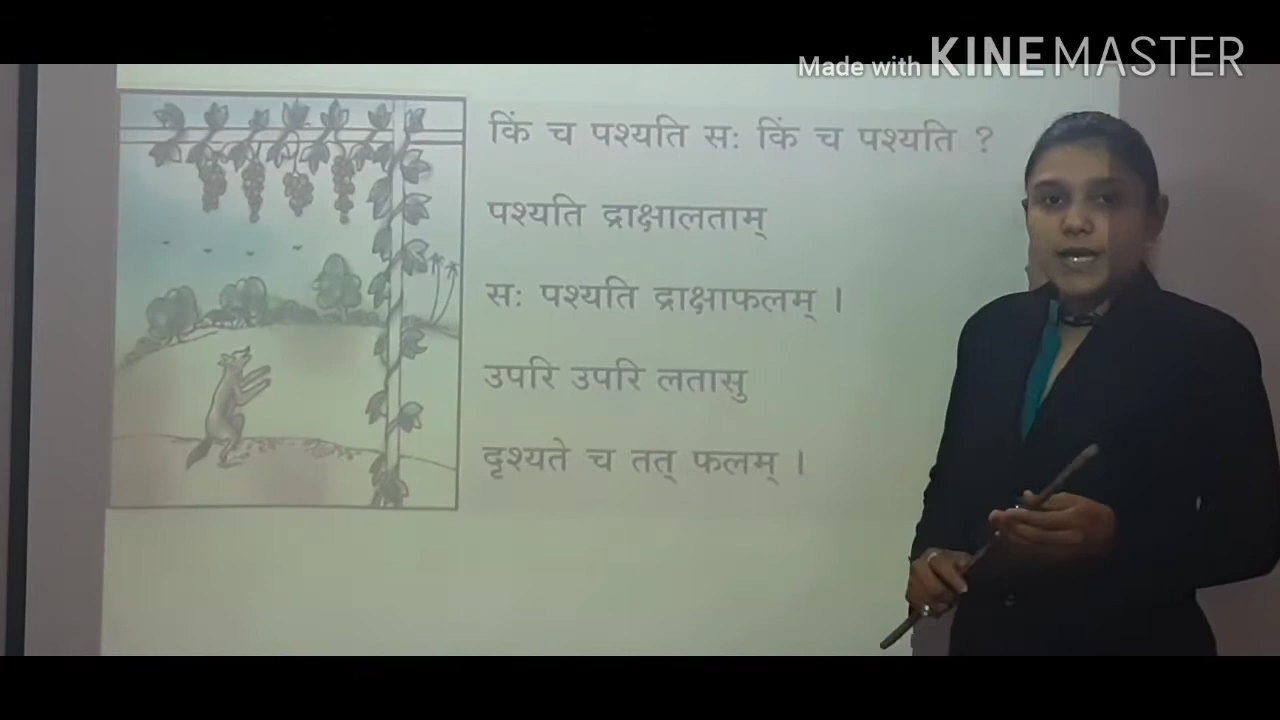 Made with KINEMASTER
किं च पश्यति सः किं च पश्यति ?
पश्यति द्राक्षालताम्
सः पश्यति द्राक्षाफलम् ।
उपरि उपरि लतासु
दृश्यते च तत् फलम् ।